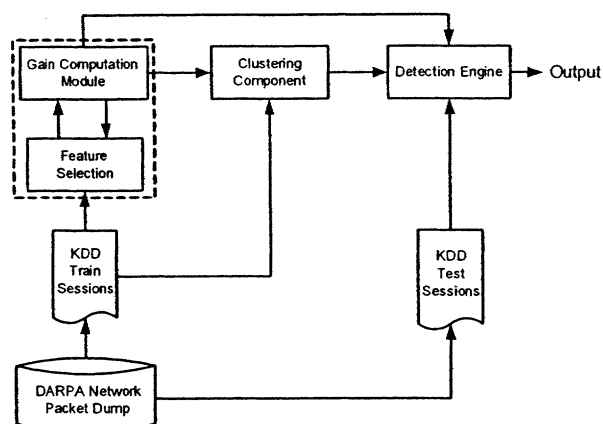 Gain Computation
Module
Clustering
Component
Detection Engine
Output
Feature
Selection
KDD
Train
Sessions
KDD
Test
Sessions
DARPA Network
Packet Dump